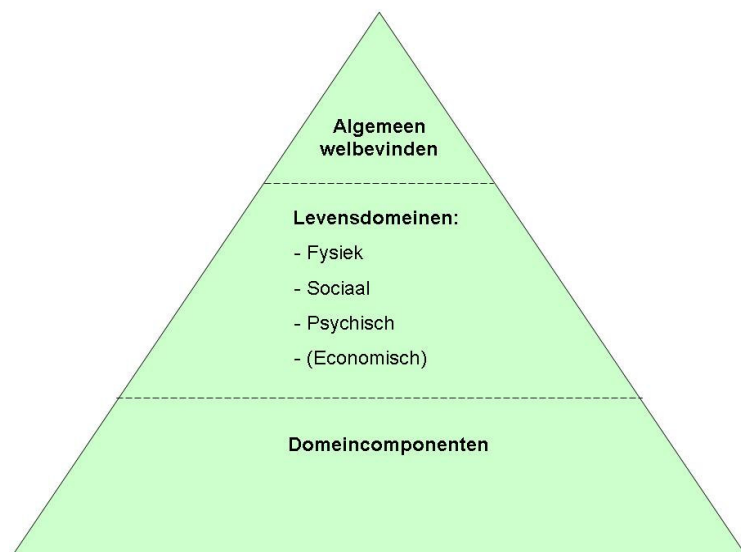 Algemeen
welbevinden
Levensdomeinen:
- Fysiek
- Sociaal
- Psychisch
- (Economisch)
Domeincomponenten